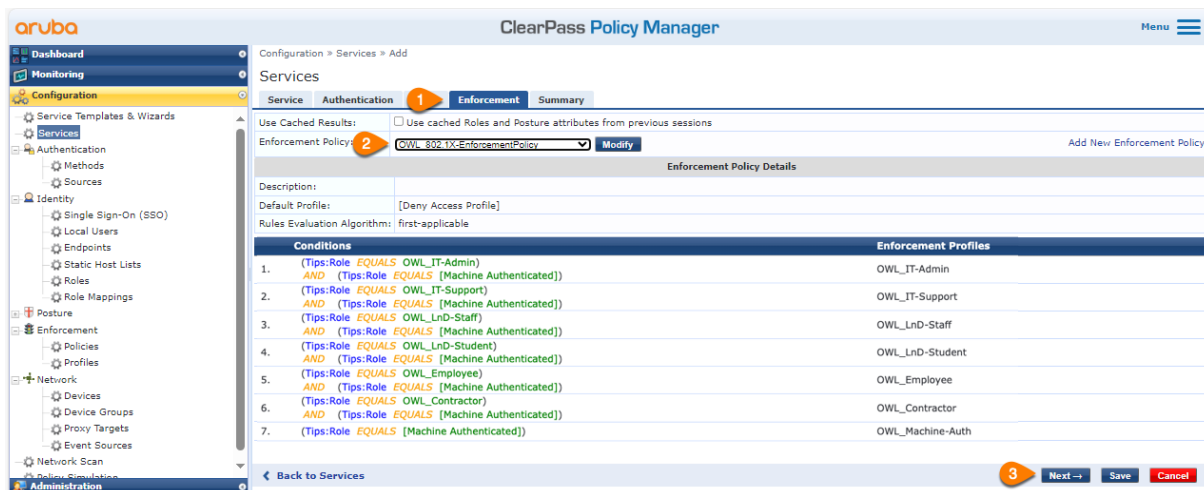 aruba
ClearPass Policy Manager
Menu
Dashboard
Monitoring
Configuration
Service Templates & Wizards
Services
Authentication
Methods
Sources
Identity
Single Sign-On (SSO)
Local Users
Endpoints
Static Host Lists
Roles
Role Mappings
Posture
Enforcement
Policies
Profiles
Network
Devices
Device Groups
Proxy Targets
Event Sources
Network Scan
Policy Simulation
Administration
Configuration » Services » Add
Services
Service Authentication 1 Enforcement Summary
Use Cached Results: Use cached Roles and Posture attributes from previous sessions
Enforcement Policy: 2 OWL_802.1X-EnforcementPolicy Modify Add New Enforcement Policy
Enforcement Policy Details
Description:
Default Profile: [Deny Access Profile]
Rules Evaluation Algorithm: first-applicable
Conditions Enforcement Profiles
1. (Tips:Role EQUALS OWL_IT-Admin)
AND (Tips:Role EQUALS [Machine Authenticated]) OWL_IT-Admin
2. (Tips:Role EQUALS OWL_IT-Support)
AND (Tips:Role EQUALS [Machine Authenticated]) OWL_IT-Support
3. (Tips:Role EQUALS OWL_LnD-Staff)
AND (Tips:Role EQUALS [Machine Authenticated]) OWL_LnD-Staff
4. (Tips:Role EQUALS OWL_LnD-Student)
AND (Tips:Role EQUALS [Machine Authenticated]) OWL_LnD-Student
5. (Tips:Role EQUALS OWL_Employee)
AND (Tips:Role EQUALS [Machine Authenticated]) OWL_Employee
6. (Tips:Role EQUALS OWL_Contractor)
AND (Tips:Role EQUALS [Machine Authenticated]) OWL_Contractor
7. (Tips:Role EQUALS [Machine Authenticated]) OWL_Machine-Auth
Back to Services 3 Next→ Save Cancel